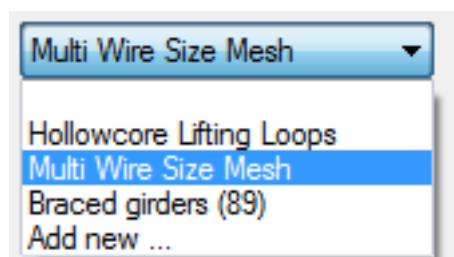 Multi Wire Size Mesh
Hollowcore Lifting Loops
Multi Wire Size Mesh
Braced girders (89)
Add new ...